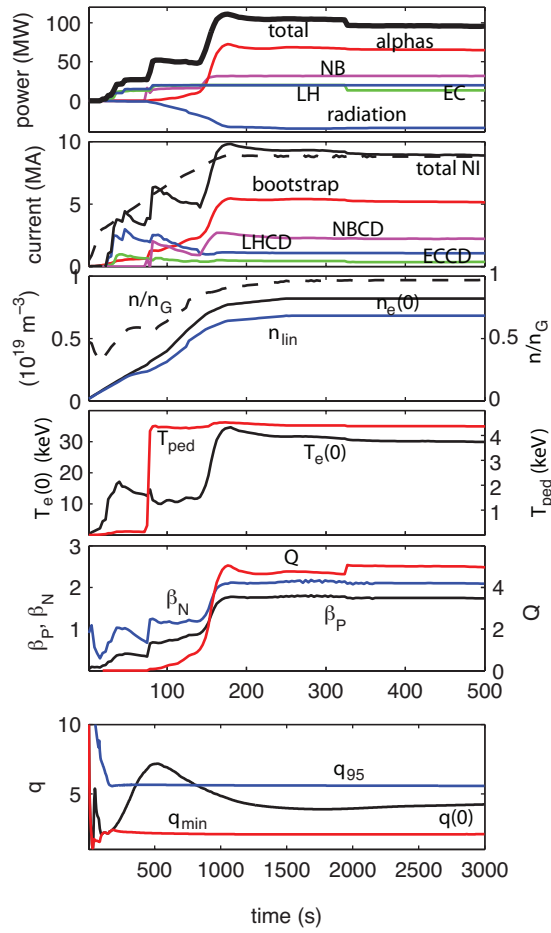 power (MW)
100
50
0
total
alphas
NB
LH
EC
radiation
current (MA)
10
5
0
total NI
bootstrap
NBCD
LHCD
ECCD
(10^19 m^−3)
1
0.5
0
n/n_G
n_e(0)
n_lin
1
0.5
0
n/n_G
T_e(0) (keV)
30
20
10
T_ped
T_e(0)
4
3
2
1
T_ped (keV)
β_P, β_N
3
2
1
Q
β_N
β_P
4
2
0
Q
100 200 300 400 500
q
10
5
q_95
q_min
q(0)
500 1000 1500 2000 2500 3000
time (s)